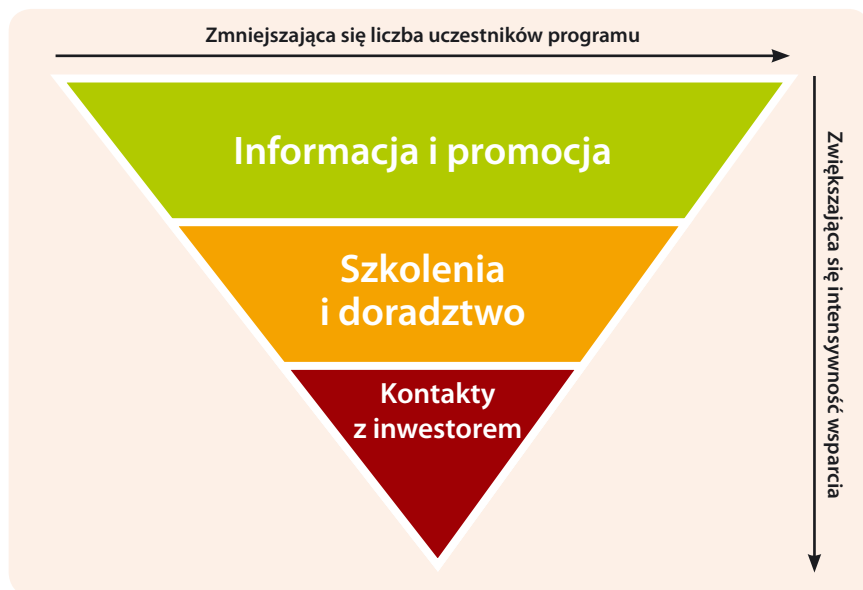 Zmniejszająca się liczba uczestników programu
Informacja i promocja
Szkolenia
i doradztwo
Kontakty
z inwestorem
Zwiększająca się intensywność wsparcia